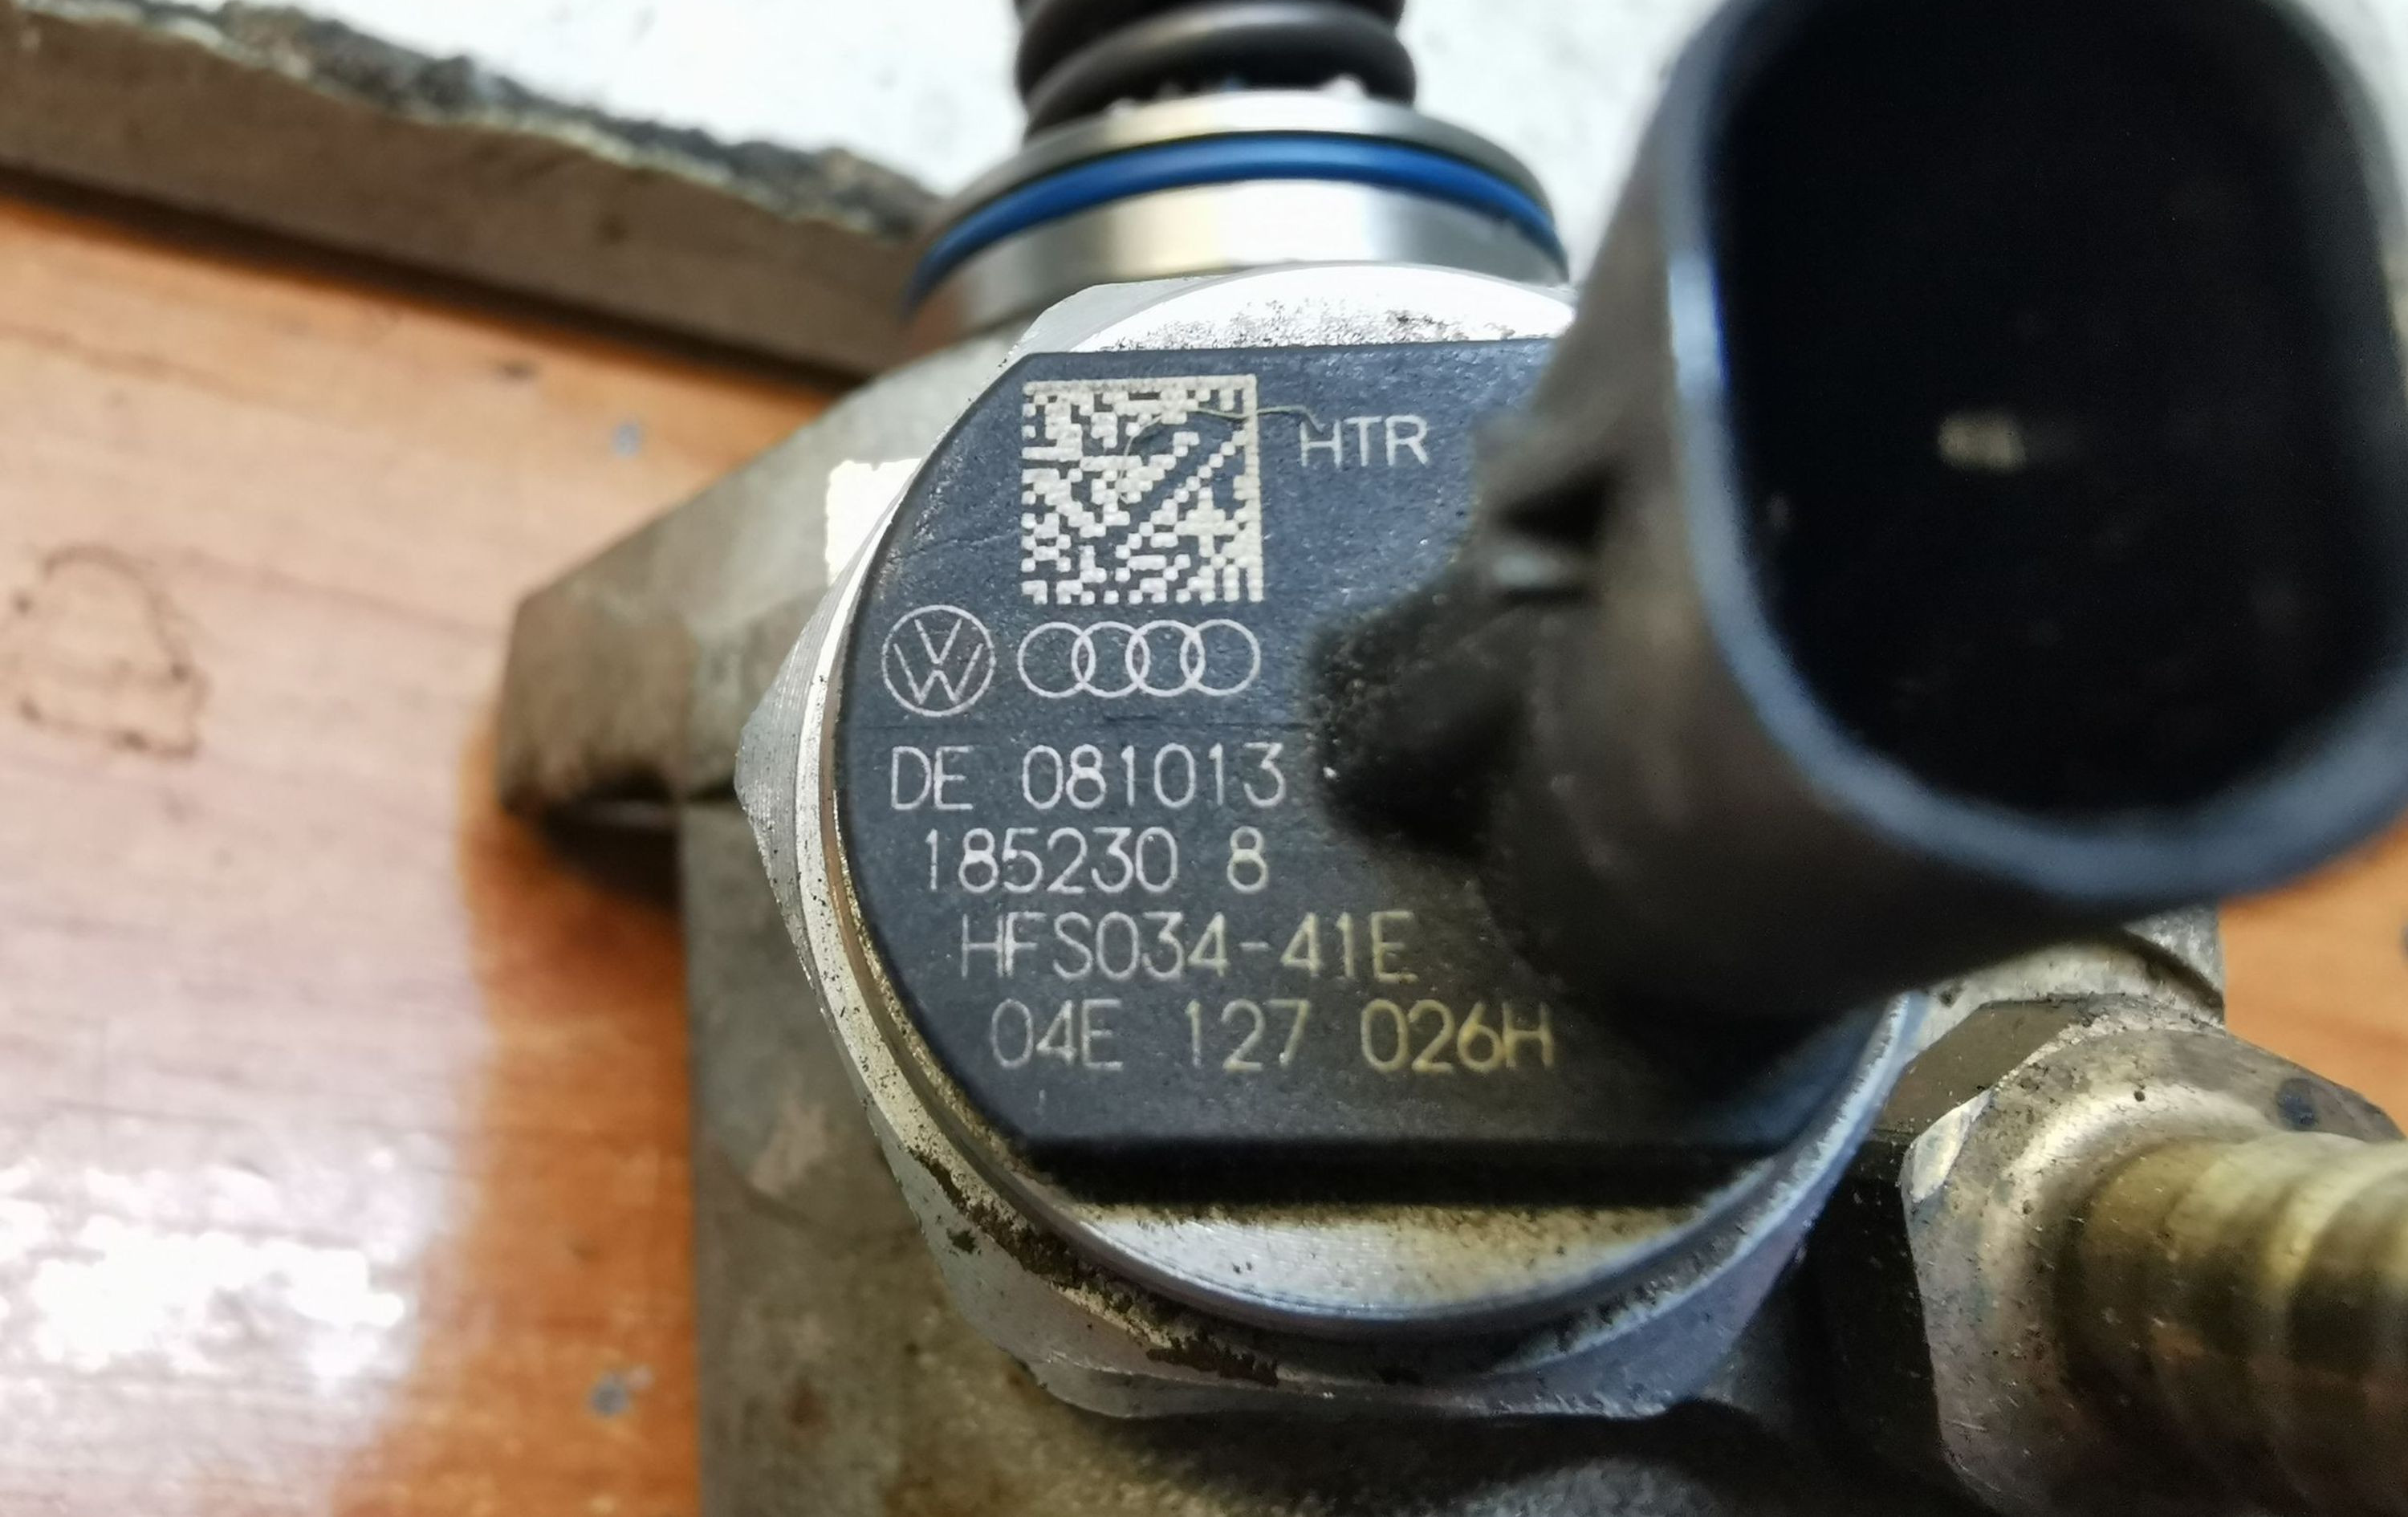 HTR
DE 081013
185230 8
HFS034-41E
04E 127 026H